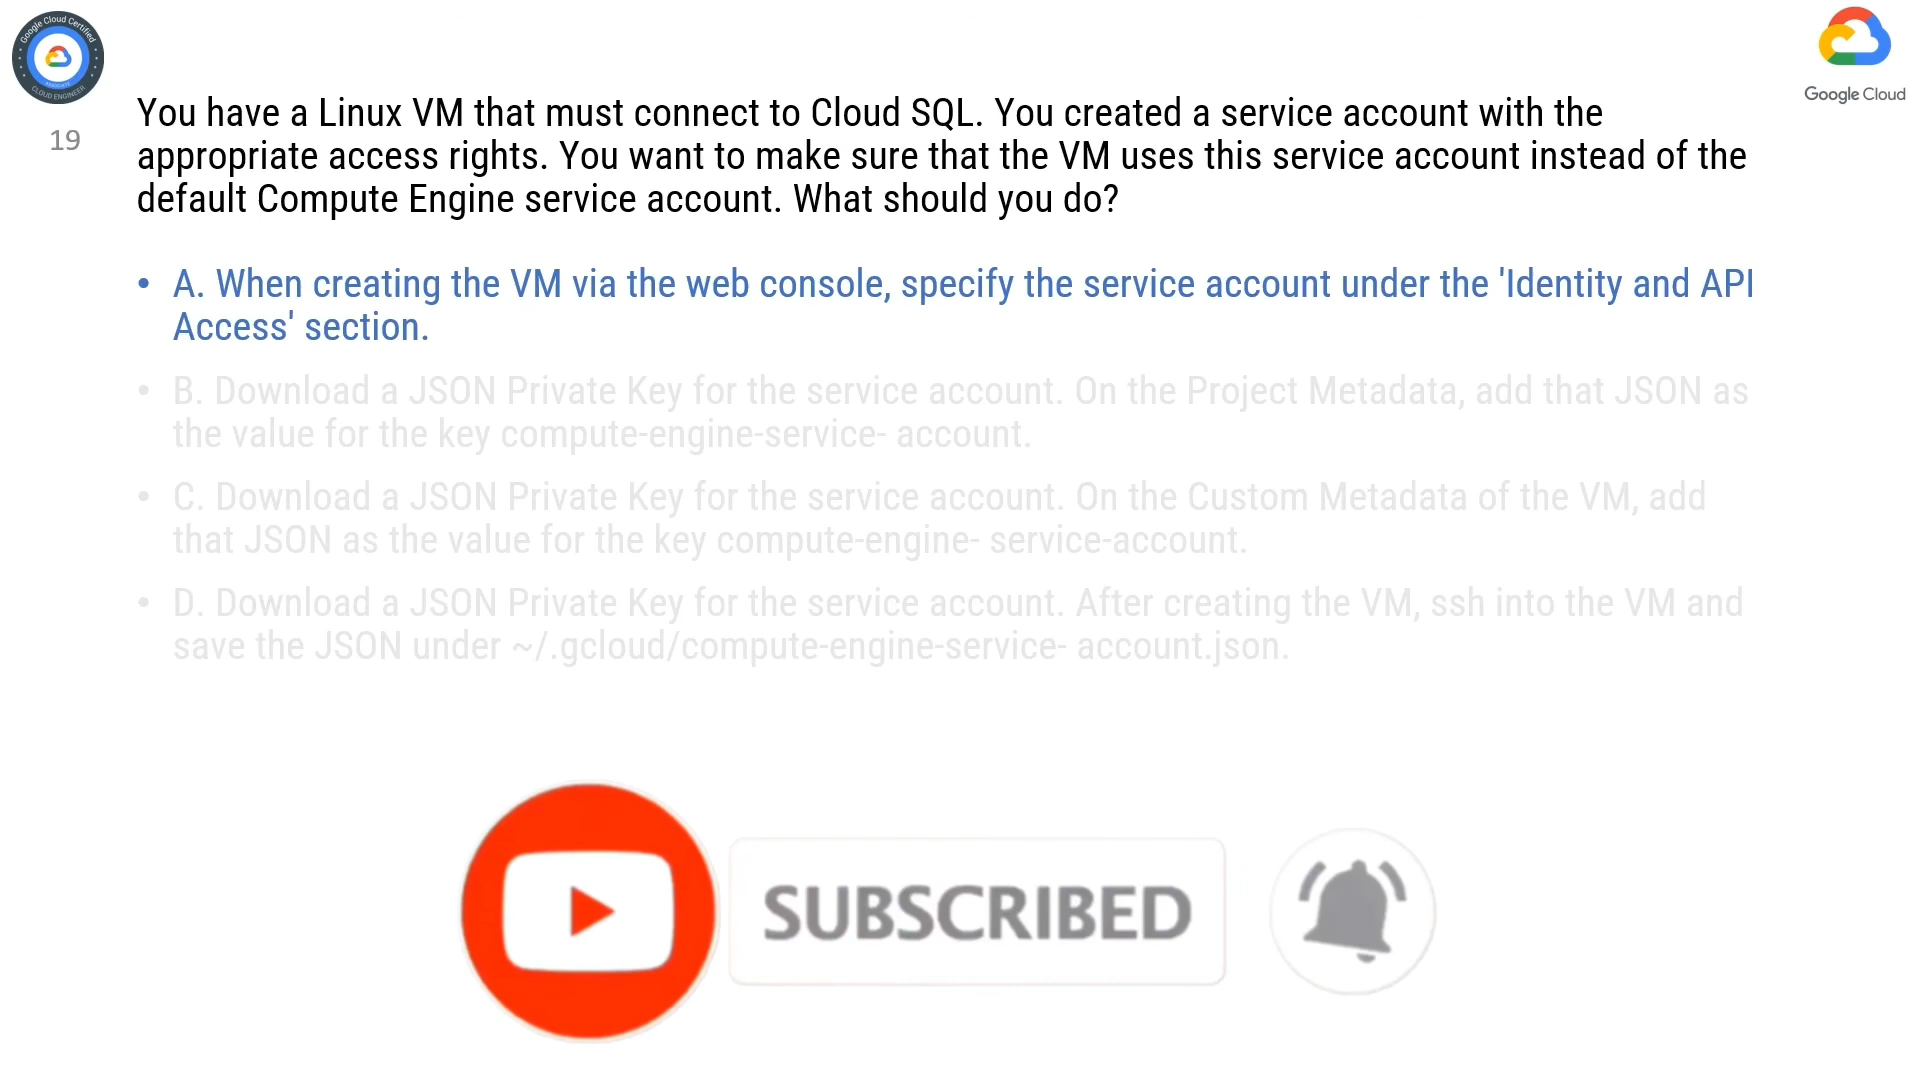 Google Cloud Certified
ASSOCIATE
CLOUD ENGINEER
Google Cloud
19
You have a Linux VM that must connect to Cloud SQL. You created a service account with the
appropriate access rights. You want to make sure that the VM uses this service account instead of the
default Compute Engine service account. What should you do?
• A. When creating the VM via the web console, specify the service account under the 'Identity and API
Access' section.
• B. Download a JSON Private Key for the service account. On the Project Metadata, add that JSON as
the value for the key compute-engine-service- account.
• C. Download a JSON Private Key for the service account. On the Custom Metadata of the VM, add
that JSON as the value for the key compute-engine- service-account.
• D. Download a JSON Private Key for the service account. After creating the VM, ssh into the VM and
save the JSON under ~/.gcloud/compute-engine-service- account.json.
SUBSCRIBED